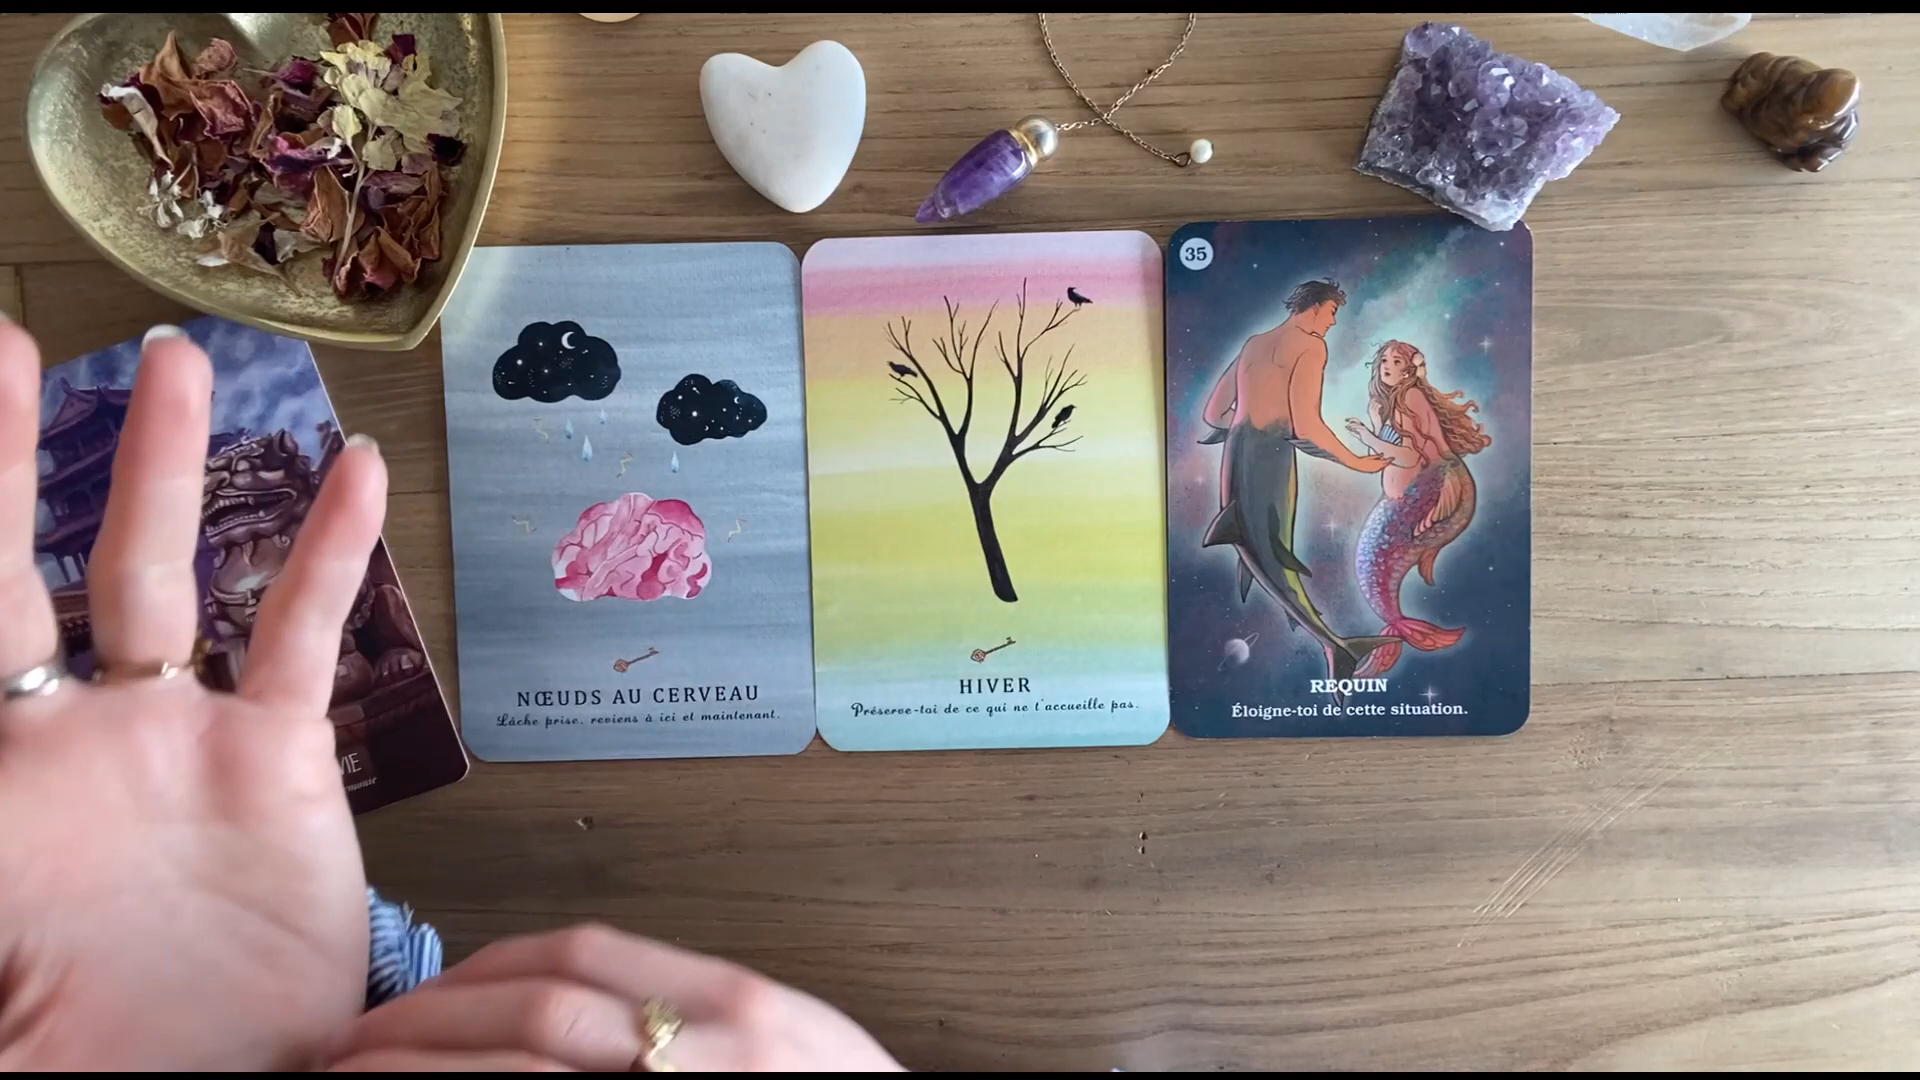 35
NŒUDS AU CERVEAU
Lâche prise, reviens à ici et maintenant.
HIVER
Préserve-toi de ce qui ne t'accueille pas.
REQUIN
Éloigne-toi de cette situation.